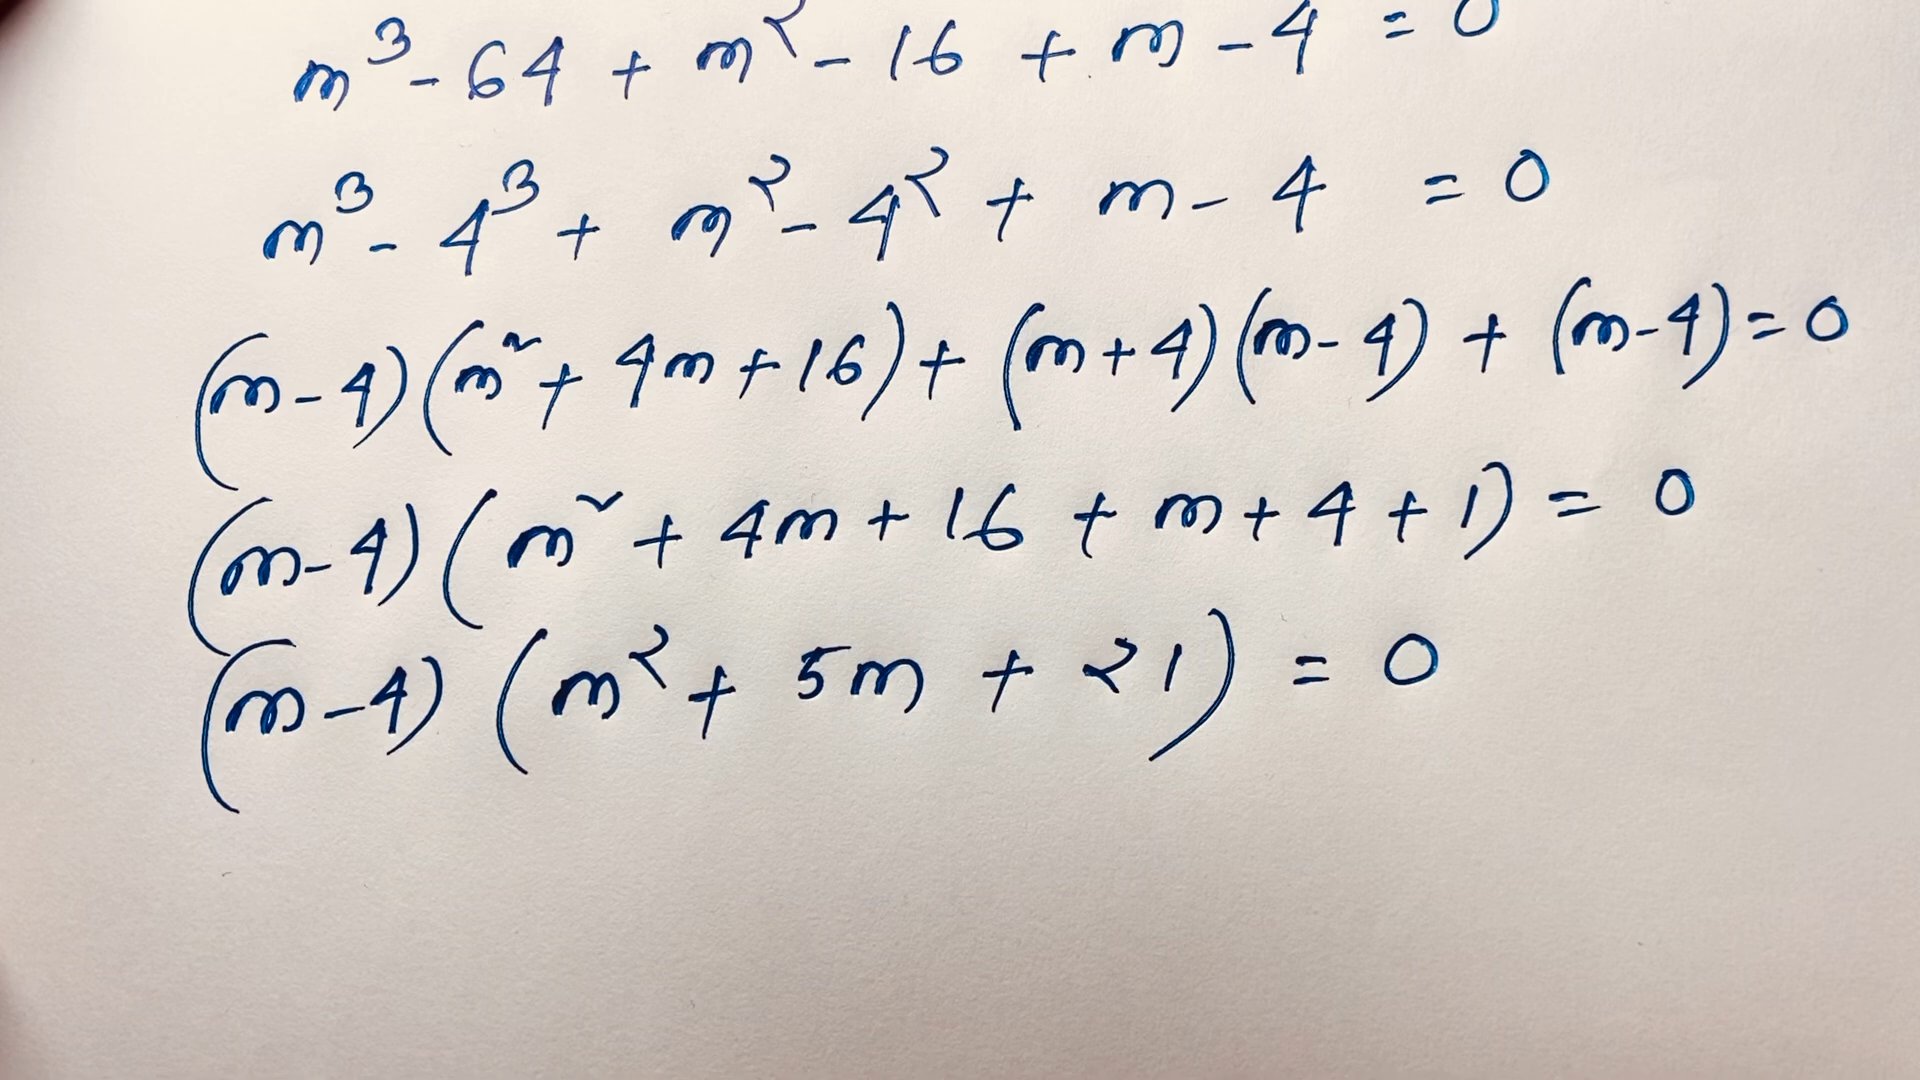 m³ - 64 + m² - 16 + m - 4 = 0
m³ - 4³ + m² - 4² + m - 4 = 0
(m-4)(m² + 4m + 16) + (m+4)(m-4) + (m-4) = 0
(m-4)(m² + 4m + 16 + m + 4 + 1) = 0
(m-4)(m² + 5m + 21) = 0